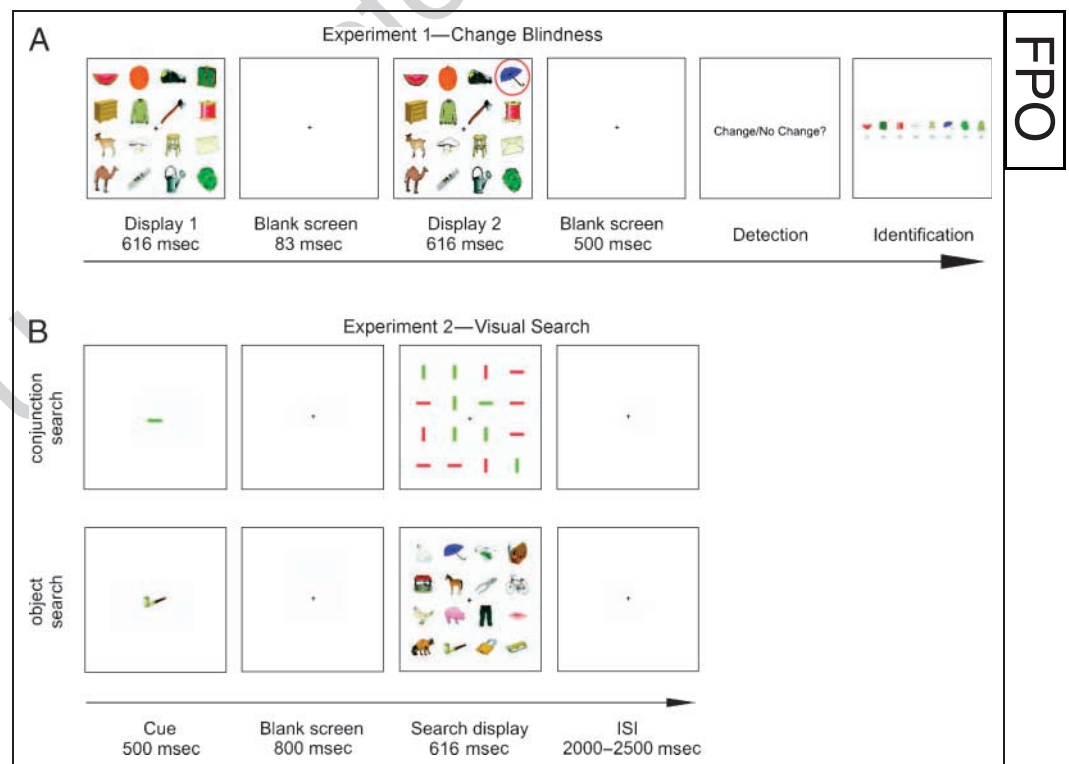 FPO
A
Experiment 1—Change Blindness
Change/No Change?
Display 1
616 msec
Blank screen
83 msec
Display 2
616 msec
Blank screen
500 msec
Detection
Identification
B
Experiment 2—Visual Search
conjunction
search
object
search
Cue
500 msec
Blank screen
800 msec
Search display
616 msec
ISI
2000–2500 msec